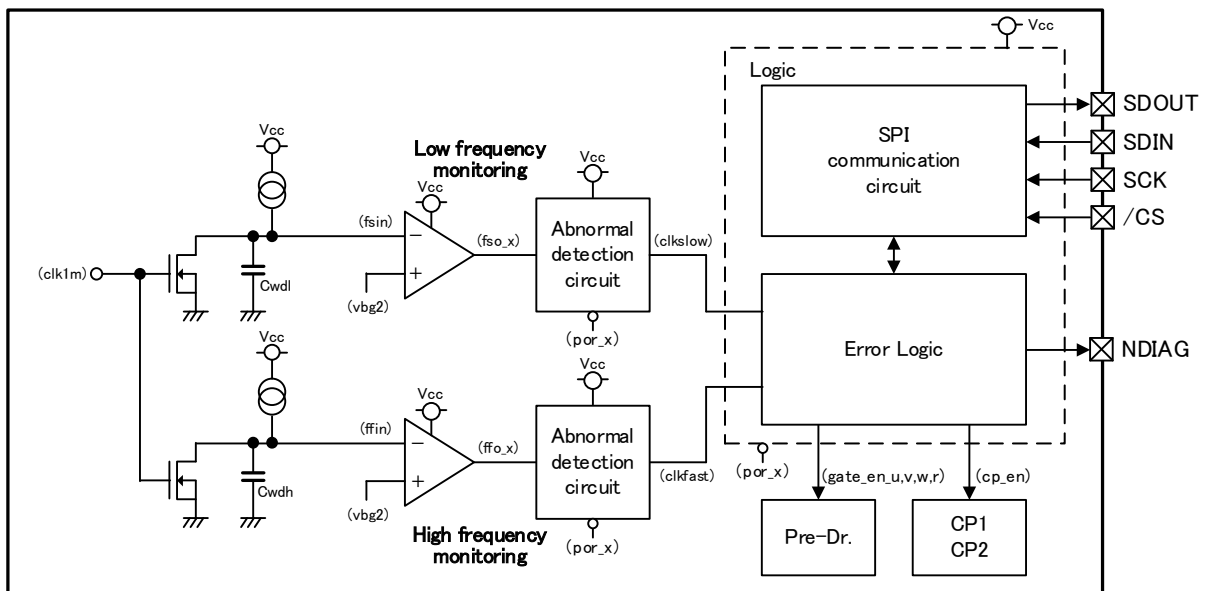 Vcc
Logic
SPI
communication
circuit
SDOUT
SDIN
SCK
/CS
Vcc
Low frequency
monitoring
Vcc
Vcc
(fsin)
(fso_x)
Abnormal
detection
circuit
(clkslow)
(clk1m)
Cwdl
(vbg2)
(por_x)
Error Logic
NDIAG
Vcc
Vcc
Vcc
(ffin)
(ffo_x)
Abnormal
detection
circuit
(clkfast)
Cwdh
(vbg2)
(por_x)
High frequency
monitoring
(por_x)
(gate_en_u,v,w,r)
(cp_en)
Pre-Dr.
CP1
CP2